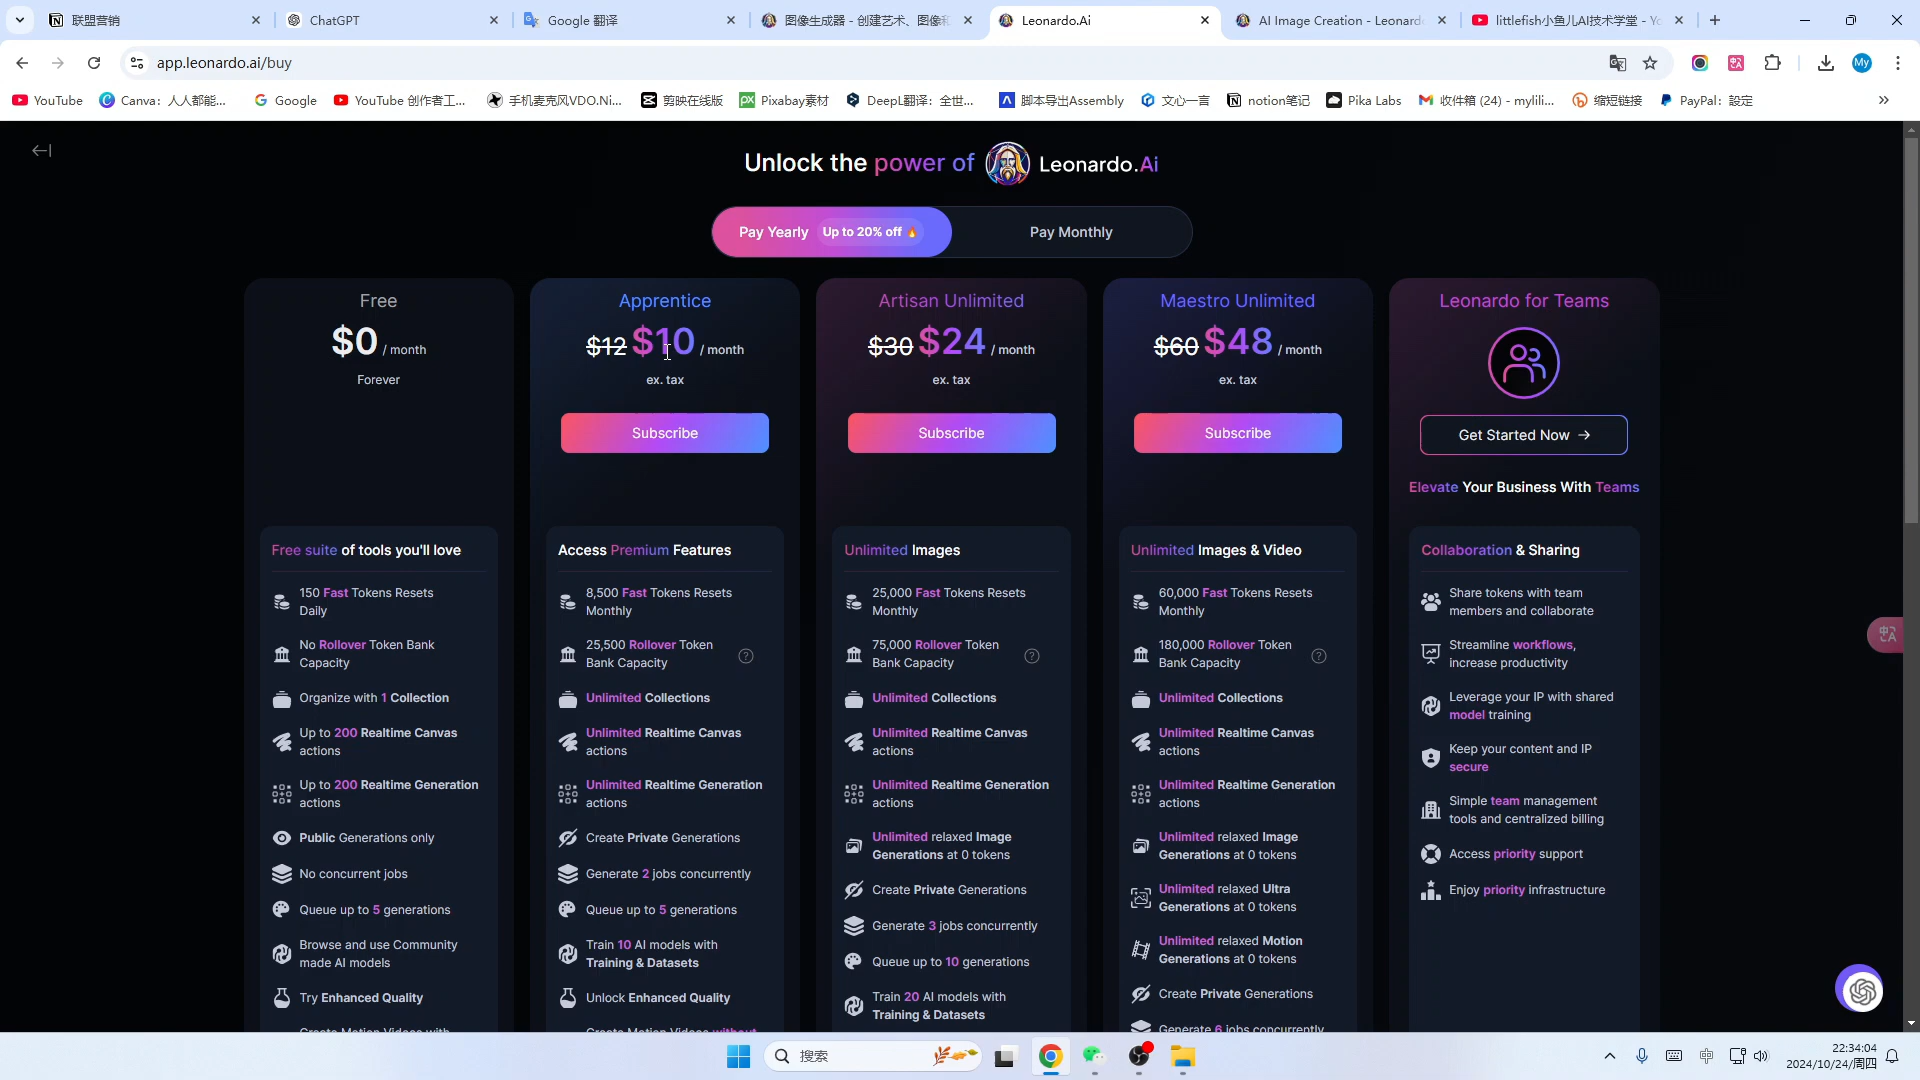 联盟营销
ChatGPT
Google 翻译
图像生成器 - 创建艺术、图像和
Leonardo.Ai
AI Image Creation - Leonardo
littlefish小鱼儿AI技术学堂 - Yo
app.leonardo.ai/buy
My
YouTube
Canva：人人都能...
Google
YouTube 创作者工...
手机麦克风VDO.Ni...
剪映在线版
Pixabay素材
DeepL翻译：全世...
脚本导出Assembly
文心一言
notion笔记
Pika Labs
收件箱 (24) - mylili...
缩短链接
PayPal：設定
Unlock the power of Leonardo.Ai
Pay Yearly Up to 20% off
Pay Monthly
Free
$0 / month
Forever
Free suite of tools you'll love
150 Fast Tokens Resets
Daily
No Rollover Token Bank
Capacity
Organize with 1 Collection
Up to 200 Realtime Canvas
actions
Up to 200 Realtime Generation
actions
Public Generations only
No concurrent jobs
Queue up to 5 generations
Browse and use Community
made AI models
Try Enhanced Quality
Create Motion Videos with
Apprentice
$12 $10 / month
ex. tax
Subscribe
Access Premium Features
8,500 Fast Tokens Resets
Monthly
25,500 Rollover Token
Bank Capacity
Unlimited Collections
Unlimited Realtime Canvas
actions
Unlimited Realtime Generation
actions
Create Private Generations
Generate 2 jobs concurrently
Queue up to 5 generations
Train 10 AI models with
Training & Datasets
Unlock Enhanced Quality
Create Motion Videos without
Artisan Unlimited
$30 $24 / month
ex. tax
Subscribe
Unlimited Images
25,000 Fast Tokens Resets
Monthly
75,000 Rollover Token
Bank Capacity
Unlimited Collections
Unlimited Realtime Canvas
actions
Unlimited Realtime Generation
actions
Unlimited relaxed Image
Generations at 0 tokens
Create Private Generations
Generate 3 jobs concurrently
Queue up to 10 generations
Train 20 AI models with
Training & Datasets
Maestro Unlimited
$60 $48 / month
ex. tax
Subscribe
Unlimited Images & Video
60,000 Fast Tokens Resets
Monthly
180,000 Rollover Token
Bank Capacity
Unlimited Collections
Unlimited Realtime Canvas
actions
Unlimited Realtime Generation
actions
Unlimited relaxed Image
Generations at 0 tokens
Unlimited relaxed Ultra
Generations at 0 tokens
Unlimited relaxed Motion
Generations at 0 tokens
Create Private Generations
Generate 6 jobs concurrently
Leonardo for Teams
Get Started Now →
Elevate Your Business With Teams
Collaboration & Sharing
Share tokens with team
members and collaborate
Streamline workflows,
increase productivity
Leverage your IP with shared
model training
Keep your content and IP
secure
Simple team management
tools and centralized billing
Access priority support
Enjoy priority infrastructure
搜索
中
22:34:04
2024/10/24/周四